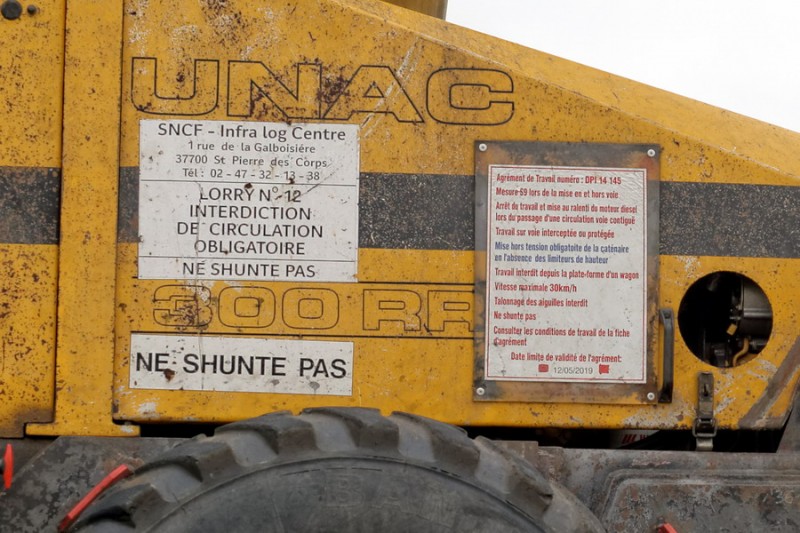 UNAC
SNCF - Infra log Centre
1 rue de la Galboisière
37700 St Pierre des Corps
Tél : 02 - 47 - 32 - 13 - 38
LORRY N° 12
INTERDICTION
DE CIRCULATION
OBLIGATOIRE
NE SHUNTE PAS
300 RR
NE SHUNTE PAS
Agrément de Travail numéro : DPI 14 145
Mesure S9 lors de la mise en et hors voie
Arrêt de travail et mise au ralenti du moteur diesel
lors du passage d'une circulation voie contiguë
Travail sur voie interceptée ou protégée
Mise hors tension obligatoite de la caténaire
en l'absence des limiteurs de hauteur
Travail interdit depuis la plate-forme d'un wagon
Vitesse maximale 30km/h
Talonnage des aiguilles interdit
Ne shunte pas
Consulter les conditions de travail de la fiche
d'agrément
Date limite de validité de l'agrément:
12/05/2019